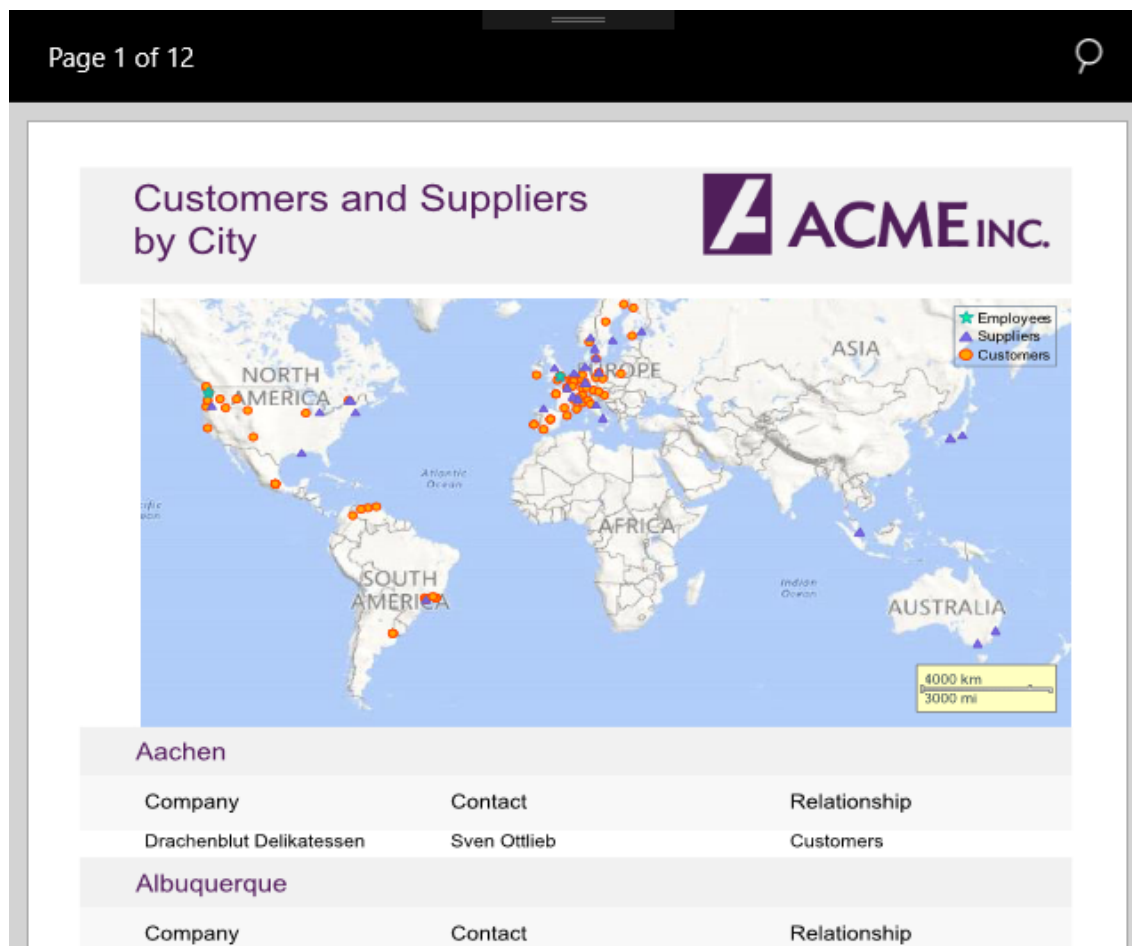 Page 1 of 12
Customers and Suppliers
by City
ACME INC.
Employees
Suppliers
Customers
NORTH
AMERICA
EUROPE
ASIA
Atlantic
Ocean
AFRICA
SOUTH
AMERICA
Indian
Ocean
AUSTRALIA
4000 km
3000 mi
Aachen
Company Contact Relationship
Drachenblut Delikatessen Sven Ottlieb Customers
Albuquerque
Company Contact Relationship